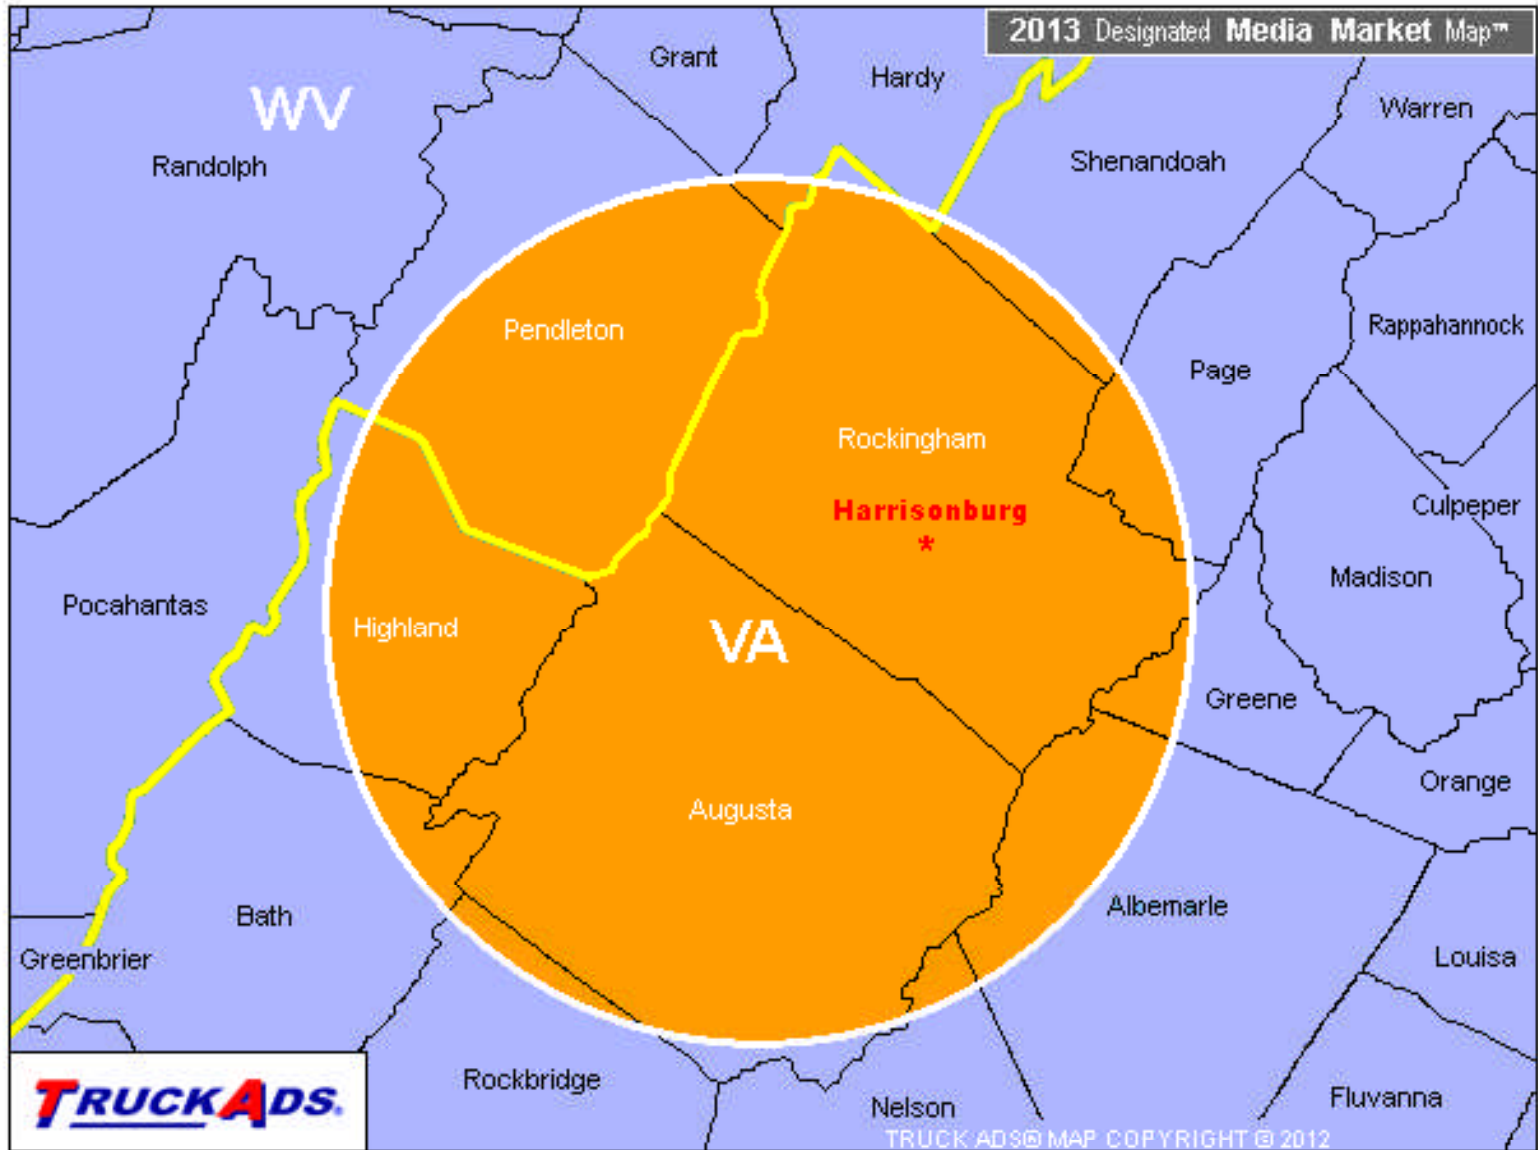 2013 Designated Media Market Map™
Grant
Hardy
WV
Warren
Randolph
Shenandoah
Pendleton
Rappahannock
Page
Rockingham
Harrisonburg
*
Culpeper
Madison
Pocahantas
Highland
VA
Greene
Orange
Augusta
Albemarle
Bath
Greenbrier
Louisa
Rockbridge
Nelson
Fluvanna
TRUCKADS®
TRUCK ADS® MAP COPYRIGHT © 2012